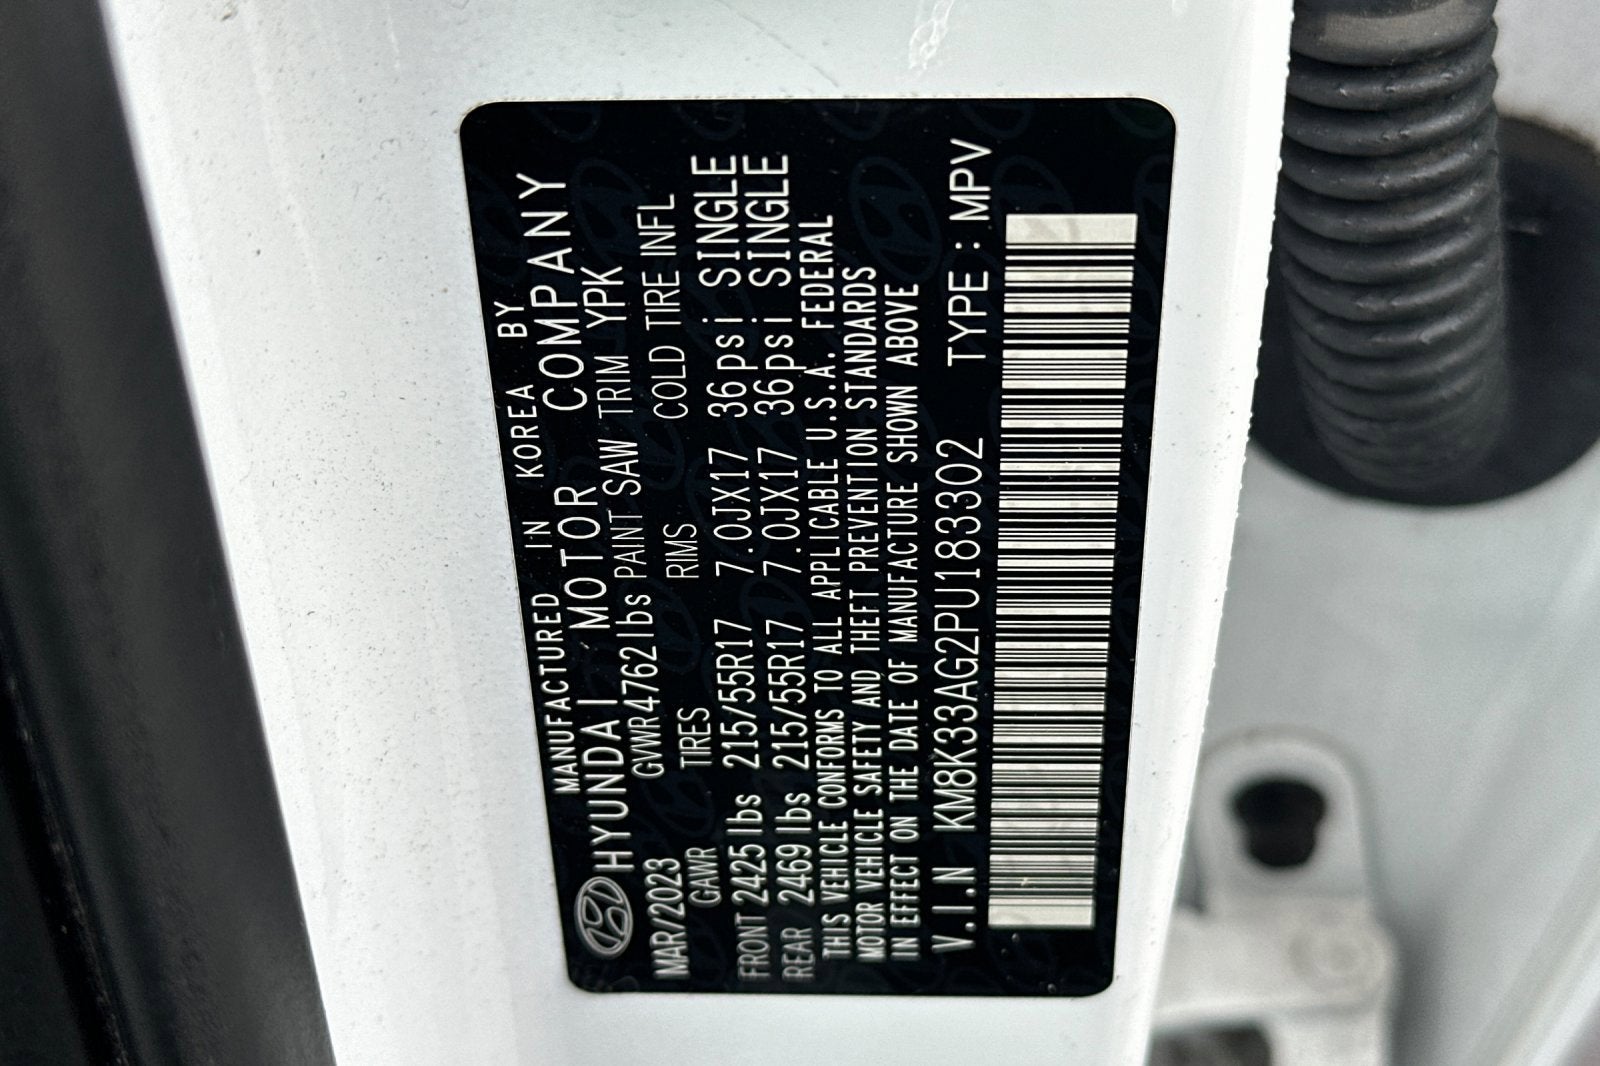 MANUFACTURED IN KOREA BY
HYUNDAI MOTOR COMPANY
MAR/2023 GVWR4762lbs PAINT SAW TRIM YPK
GAWR TIRES RIMS COLD TIRE INFL
FRONT 2425lbs 215/55R17 7.0JX17 36psi SINGLE
REAR 2469lbs 215/55R17 7.0JX17 36psi SINGLE
THIS VEHICLE CONFORMS TO ALL APPLICABLE U.S.A. FEDERAL
MOTOR VEHICLE SAFETY AND THEFT PREVENTION STANDARDS
IN EFFECT ON THE DATE OF MANUFACTURE SHOWN ABOVE
V.I.N KM8K33AG2PU183302 TYPE : MPV